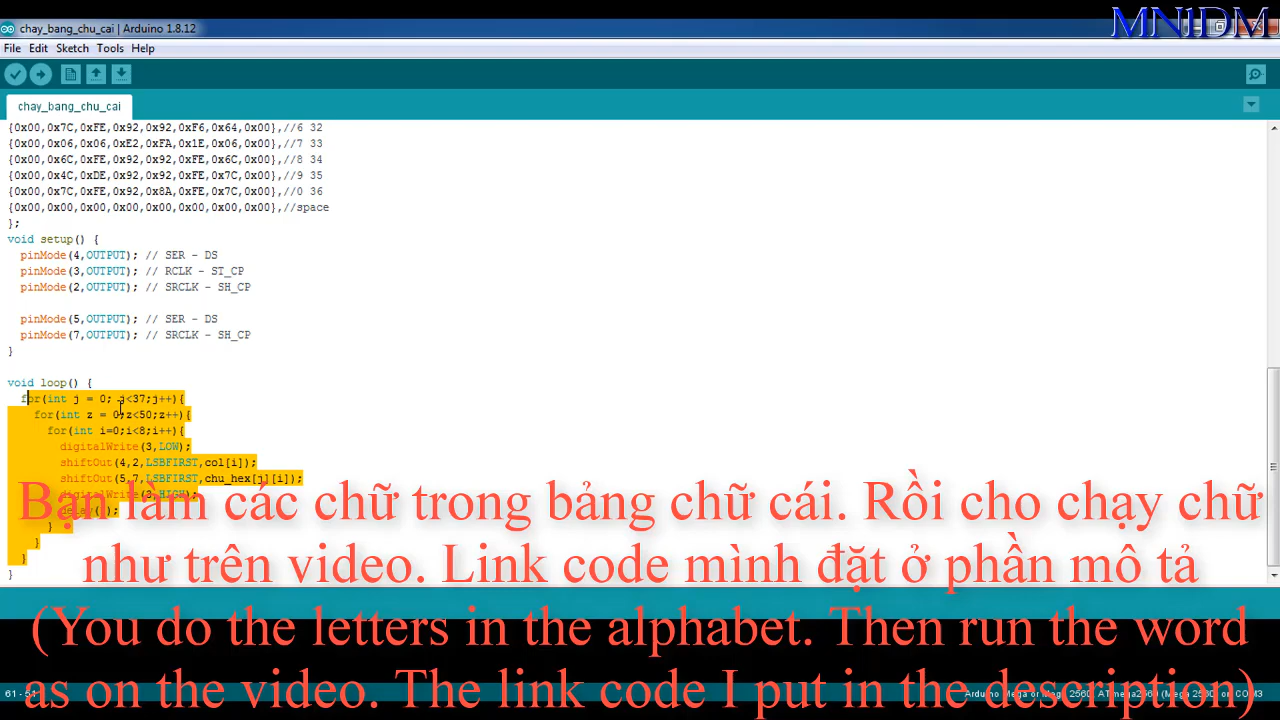 MN1DM
chay_bang_chu_cai | Arduino 1.8.12
File Edit Sketch Tools Help
chay_bang_chu_cai
{0x00,0x7C,0xFE,0x92,0x92,0xF6,0x64,0x00},//6 32
{0x00,0x06,0x06,0xE2,0xFA,0x1E,0x06,0x00},//7 33
{0x00,0x6C,0xFE,0x92,0x92,0xFE,0x6C,0x00},//8 34
{0x00,0x4C,0xDE,0x92,0x92,0xFE,0x7C,0x00},//9 35
{0x00,0x7C,0xFE,0x92,0x8A,0xFE,0x7C,0x00},//0 36
{0x00,0x00,0x00,0x00,0x00,0x00,0x00,0x00},//space
};
void setup() {
pinMode(4,OUTPUT); // SER - DS
pinMode(3,OUTPUT); // RCLK - ST_CP
pinMode(2,OUTPUT); // SRCLK - SH_CP
pinMode(5,OUTPUT); // SER - DS
pinMode(7,OUTPUT); // SRCLK - SH_CP
}
void loop() {
for(int j = 0; j<37;j++){
for(int z = 0;z<50;z++){
for(int i=0;i<8;i++){
digitalWrite(3,LOW);
shiftOut(4,2,LSBFIRST,col[i]);
shiftOut(5,7,LSBFIRST,chu_hex[j][i]);
digitalWrite(3,HIGH);
}
}
}
}
Bạn làm các chữ trong bảng chữ cái. Rồi cho chạy chữ
như trên video. Link code mình đặt ở phần mô tả
(You do the letters in the alphabet. Then run the word
as on the video. The link code I put in the description)
61 - 51